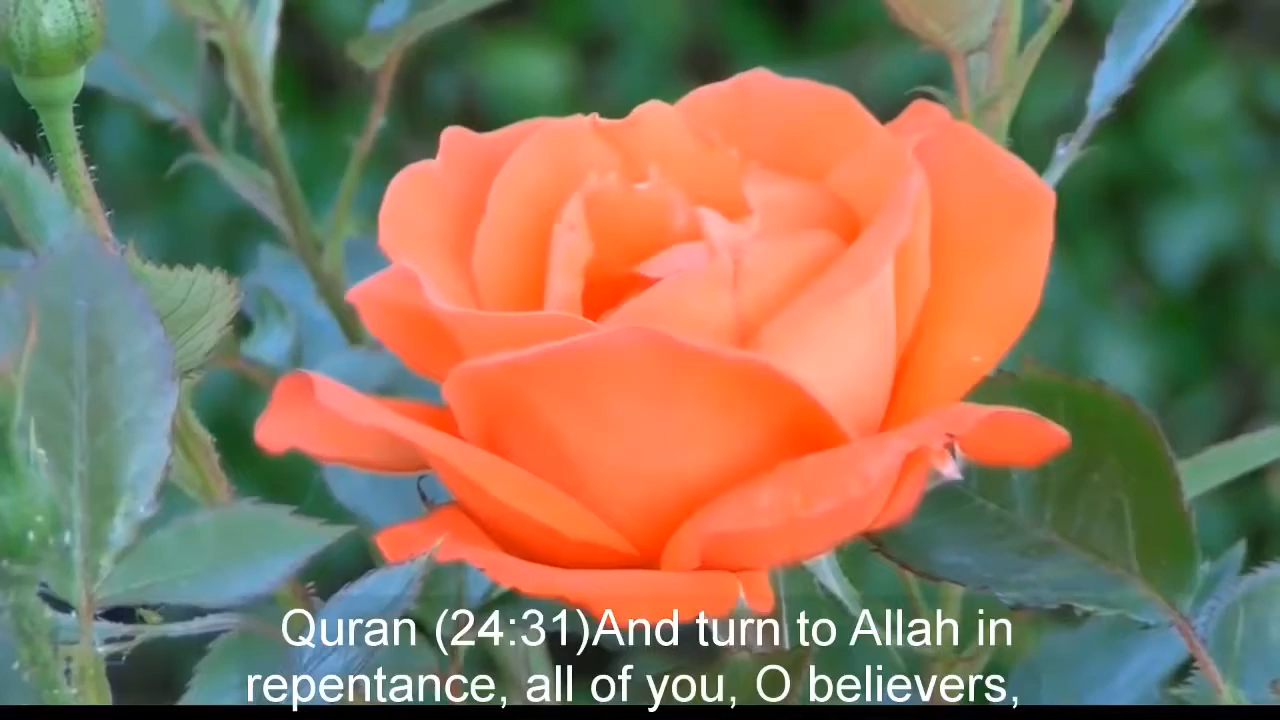 Quran (24:31)And turn to Allah in
repentance, all of you, O believers,